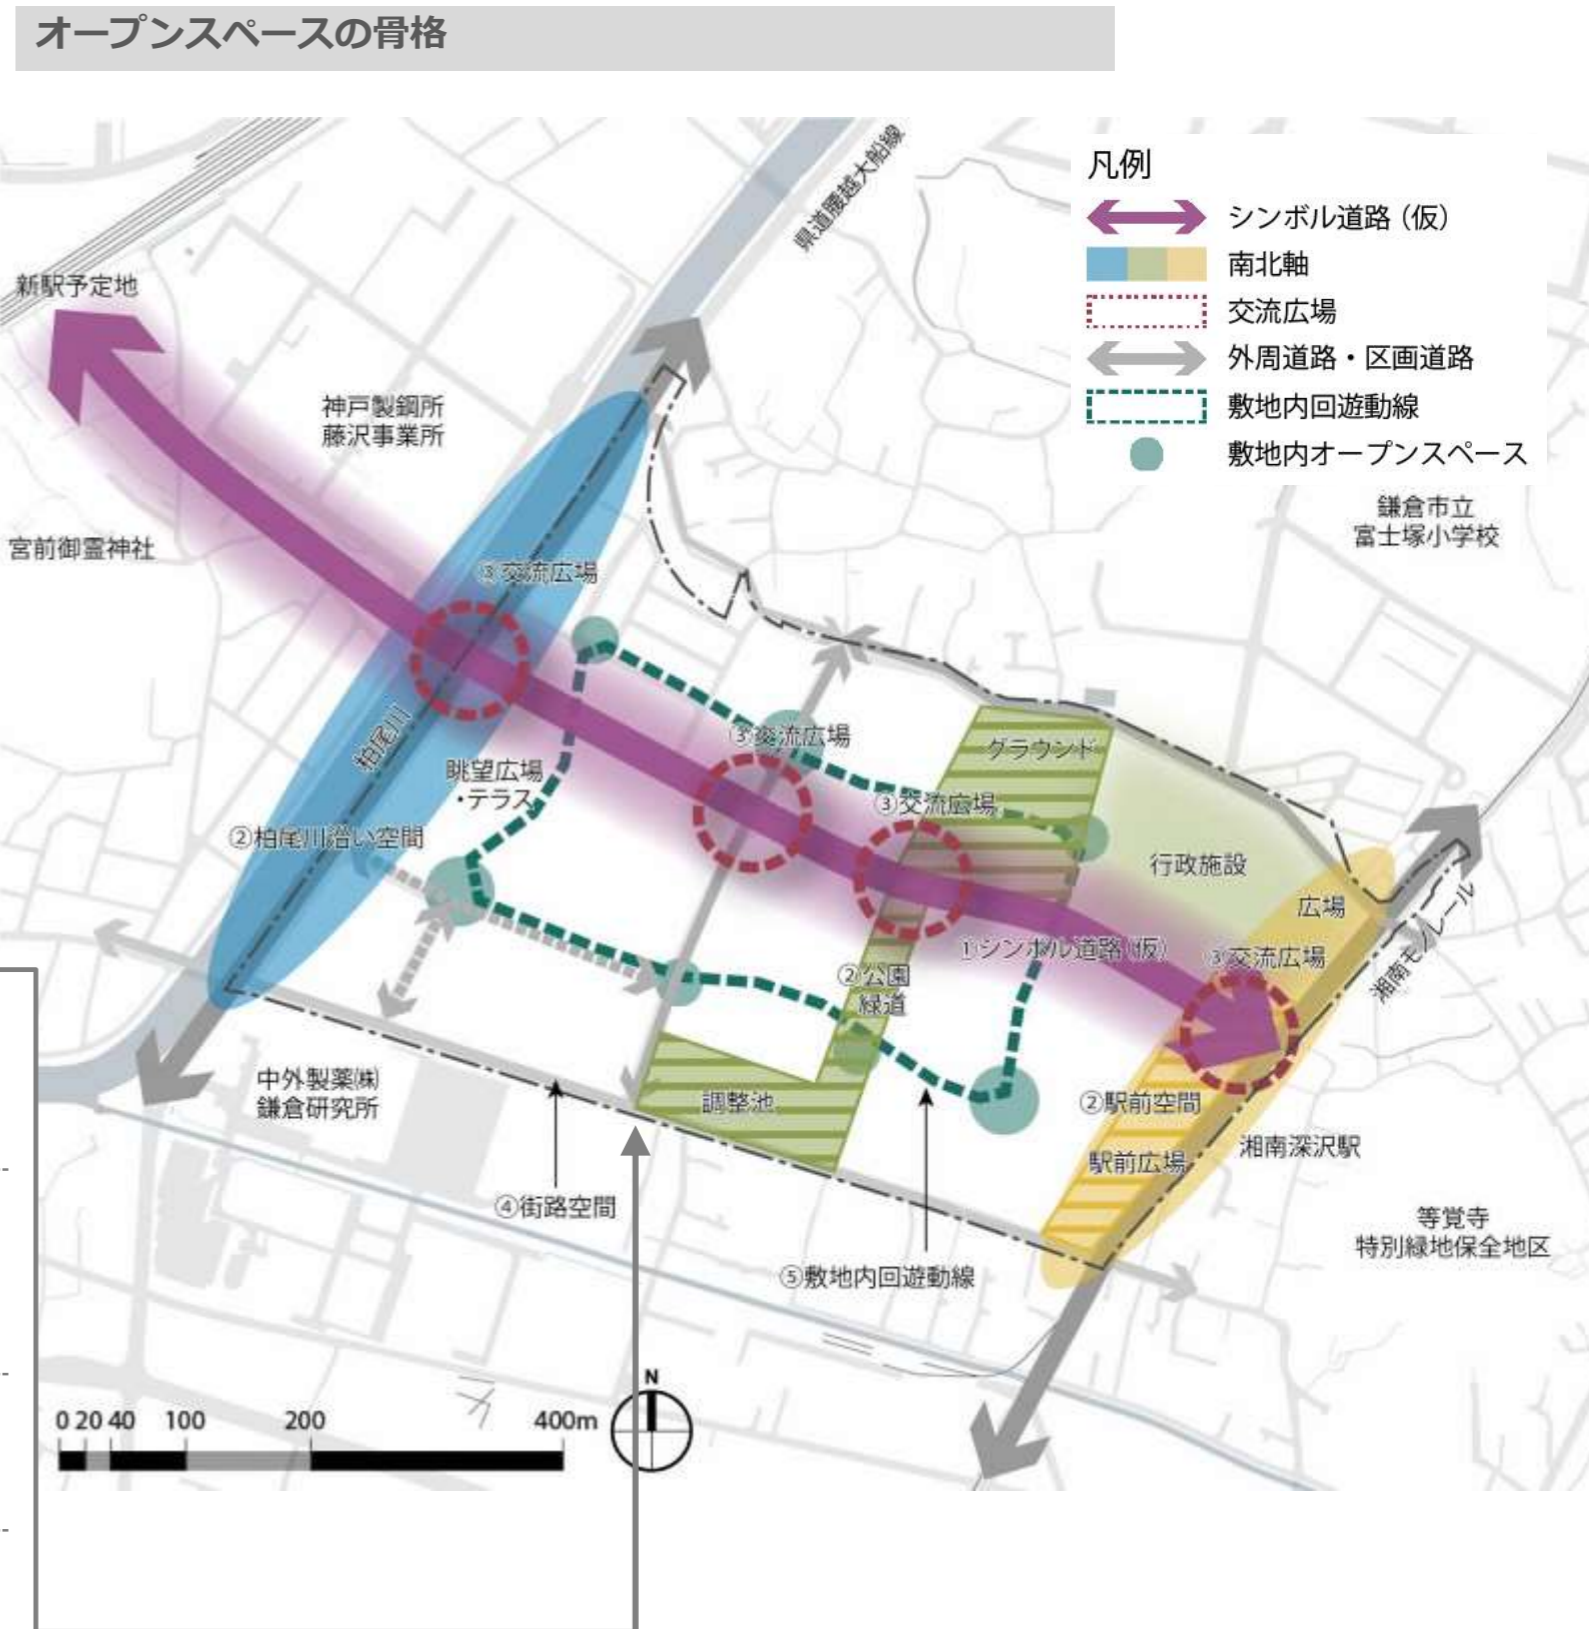 オープンスペースの骨格
県道腰越大船線
凡例
シンボル道路（仮）
南北軸
交流広場
外周道路・区画道路
敷地内回遊動線
敷地内オープンスペース
新駅予定地
神戸製鋼所
藤沢事業所
宮前御霊神社
鎌倉市立
富士塚小学校
③交流広場
柏尾川
眺望広場
・テラス
③交流広場
グラウンド
③交流広場
②柏尾川沿い空間
行政施設
広場
①シンボル道路（仮）
③交流広場
湘南モノレール
②公園
緑道
中外製薬㈱
鎌倉研究所
調整池
②駅前空間
駅前広場
湘南深沢駅
④街路空間
等覚寺
特別緑地保全地区
⑤敷地内回遊動線
N
0 20 40 100 200 400m